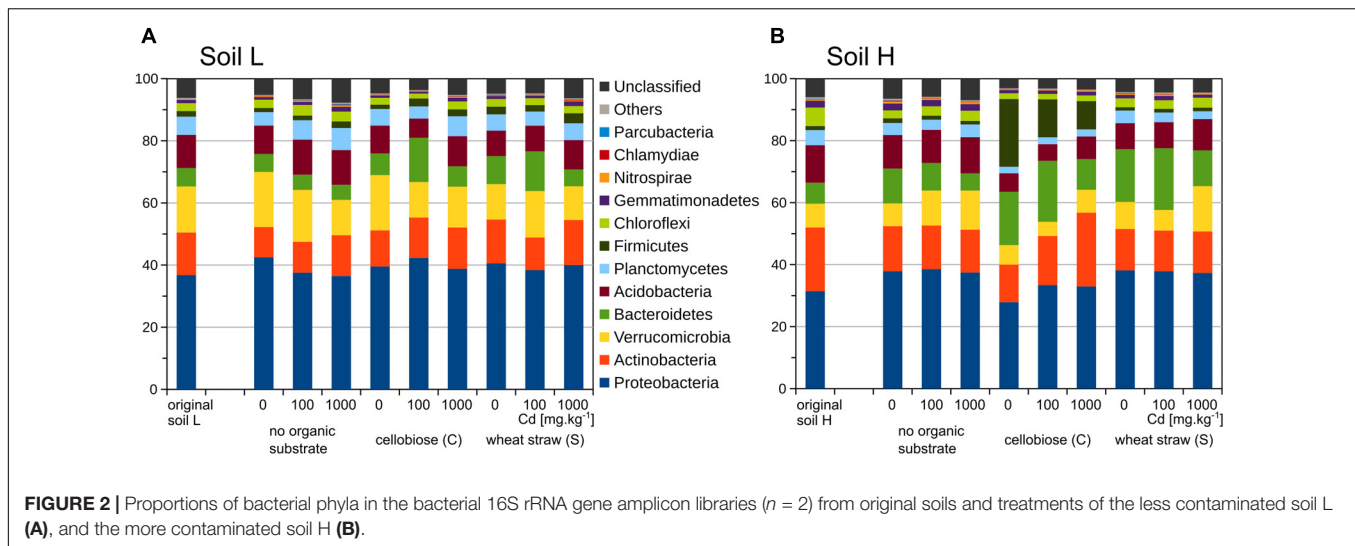 A
Soil L
100
80
60
40
20
0
original soil L
0 100 1000 0 100 1000 0 100 1000
Cd [mg.kg⁻¹]
no organic substrate
cellobiose (C)
wheat straw (S)
Unclassified
Others
Parcubacteria
Chlamydiae
Nitrospirae
Gemmatimonadetes
Chloroflexi
Firmicutes
Planctomycetes
Acidobacteria
Bacteroidetes
Verrucomicrobia
Actinobacteria
Proteobacteria
B
Soil H
100
80
60
40
20
0
original soil H
0 100 1000 0 100 1000 0 100 1000
Cd [mg.kg⁻¹]
no organic substrate
cellobiose (C)
wheat straw (S)
FIGURE 2 | Proportions of bacterial phyla in the bacterial 16S rRNA gene amplicon libraries (n = 2) from original soils and treatments of the less contaminated soil L
(A), and the more contaminated soil H (B).